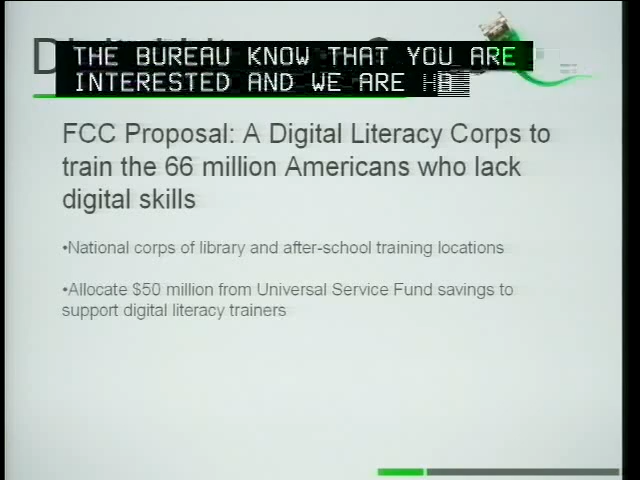 THE BUREAU KNOW THAT YOU ARE
INTERESTED AND WE ARE
FCC Proposal: A Digital Literacy Corps to
train the 66 million Americans who lack
digital skills
•National corps of library and after-school training locations
•Allocate $50 million from Universal Service Fund savings to
support digital literacy trainers